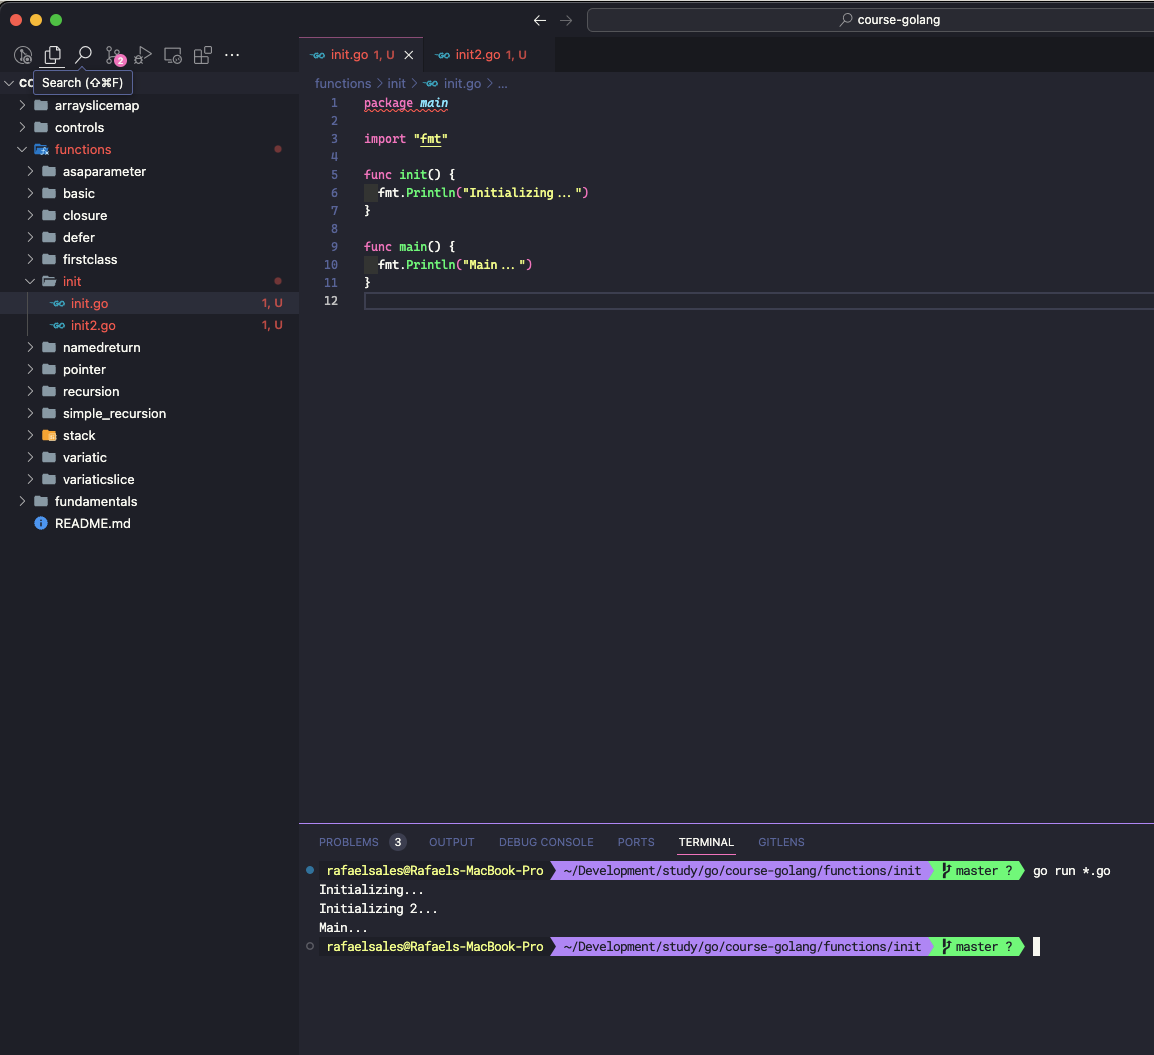 course-golang
2
init.go 1, U
init2.go 1, U
Search (⇧⌘F)
functions > init > init.go > ...
arrayslicemap
controls
functions
asaparameter
basic
closure
defer
firstclass
init
init.go 1, U
init2.go 1, U
namedreturn
pointer
recursion
simple_recursion
stack
variatic
variaticslice
fundamentals
README.md
1 package main
2
3 import "fmt"
4
5 func init() {
6 fmt.Println("Initializing...")
7 }
8
9 func main() {
10 fmt.Println("Main...")
11 }
12
PROBLEMS 3 OUTPUT DEBUG CONSOLE PORTS TERMINAL GITLENS
rafaelsales@Rafaels-MacBook-Pro ~/Development/study/go/course-golang/functions/init master ? go run *.go
Initializing...
Initializing 2...
Main...
rafaelsales@Rafaels-MacBook-Pro ~/Development/study/go/course-golang/functions/init master ?